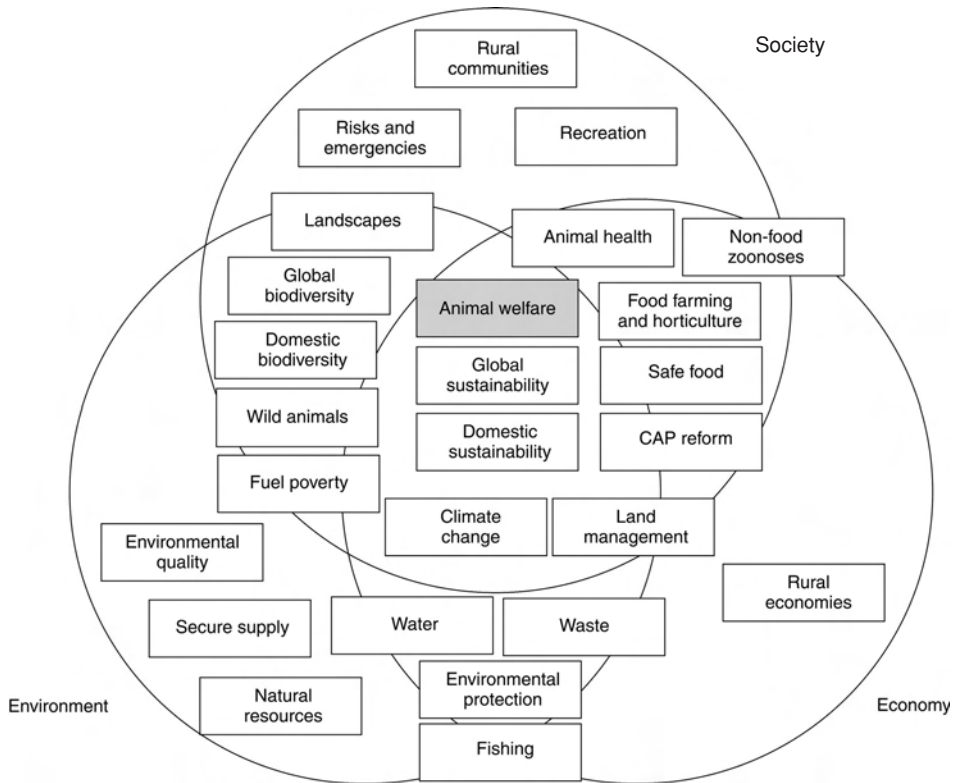 Rural
communities
Society
Risks and
emergencies
Recreation
Landscapes
Animal health
Non-food
zoonoses
Global
biodiversity
Animal welfare
Food farming
and horticulture
Domestic
biodiversity
Global
sustainability
Safe food
Wild animals
Domestic
sustainability
CAP reform
Fuel poverty
Climate
change
Land
management
Environmental
quality
Rural
economies
Secure supply
Water
Waste
Environment
Natural
resources
Environmental
protection
Economy
Fishing